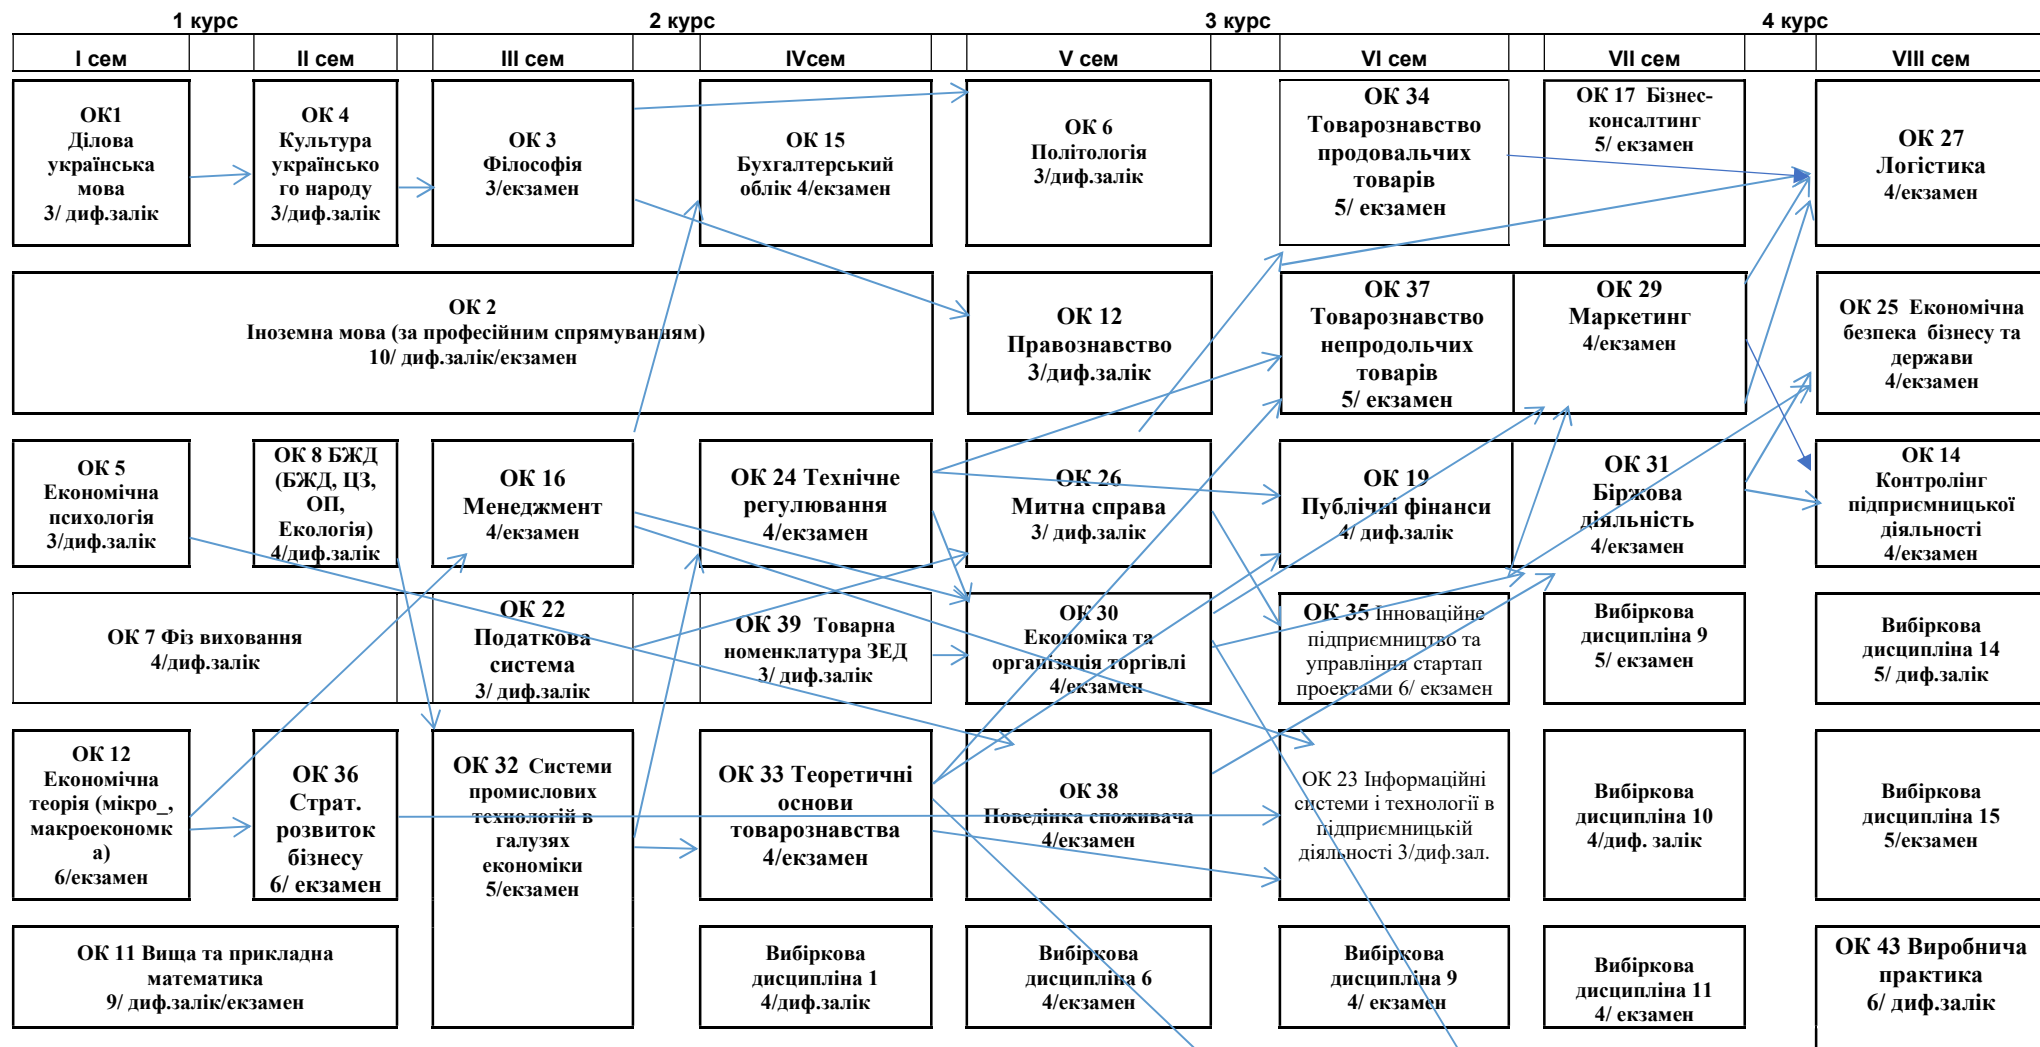 1 курс 2 курс 3 курс 4 курс
I сем II сем III сем IVсем V сем VI сем VII сем VIII сем
ОК1
Ділова
українська
мова
3/ диф.залік
ОК 4
Культура
українсько
го народу
3/диф.залік
ОК 3
Філософія
3/екзамен
ОК 15
Бухгалтерський
облік 4/екзамен
ОК 6
Політологія
3/диф.залік
ОК 34
Товарознавство
продовальчих
товарів
5/ екзамен
ОК 17 Бізнес-
консалтинг
5/ екзамен
ОК 27
Логістика
4/екзамен
ОК 2
Іноземна мова (за професійним спрямуванням)
10/ диф.залік/екзамен
ОК 12
Правознавство
3/диф.залік
ОК 37
Товарознавство
непродольчих
товарів
5/ екзамен
ОК 29
Маркетинг
4/екзамен
ОК 25 Економічна
безпека бізнесу та
держави
4/екзамен
ОК 5
Економічна
психологія
3/диф.залік
ОК 8 БЖД
(БЖД, ЦЗ,
ОП,
Екологія)
4/диф.залік
ОК 16
Менеджмент
4/екзамен
ОК 24 Технічне
регулювання
4/екзамен
ОК 26
Митна справа
3/ диф.залік
ОК 19
Публічні фінанси
4/ диф.залік
ОК 31
Біржова
діяльність
4/екзамен
ОК 14
Контролінг
підприємницької
діяльності
4/екзамен
ОК 7 Фіз виховання
4/диф.залік
ОК 22
Податкова
система
3/ диф.залік
ОК 39 Товарна
номенклатура ЗЕД
3/ диф.залік
ОК 30
Економіка та
організація торгівлі
4/екзамен
ОК 35 Інноваційне
підприємництво та
управління стартап
проектами 6/ екзамен
Вибіркова
дисципліна 9
5/ екзамен
Вибіркова
дисципліна 14
5/ диф.залік
ОК 12
Економічна
теорія (мікро_,
макроекономк
а)
6/екзамен
ОК 36
Страт.
розвиток
бізнесу
6/ екзамен
ОК 32 Системи
промислових
технологій в
галузях
економіки
5/екзамен
ОК 33 Теоретичні
основи
товарознавства
4/екзамен
ОК 38
Поведінка споживача
4/екзамен
ОК 23 Інформаційні
системи і технології в
підприємницькій
діяльності 3/диф.зал.
Вибіркова
дисципліна 10
4/диф. залік
Вибіркова
дисципліна 15
5/екзамен
ОК 11 Вища та прикладна
математика
9/ диф.залік/екзамен
Вибіркова
дисципліна 1
4/диф.залік
Вибіркова
дисципліна 6
4/екзамен
Вибіркова
дисципліна 9
4/ екзамен
Вибіркова
дисципліна 11
4/ екзамен
ОК 43 Виробнича
практика
6/ диф.залік